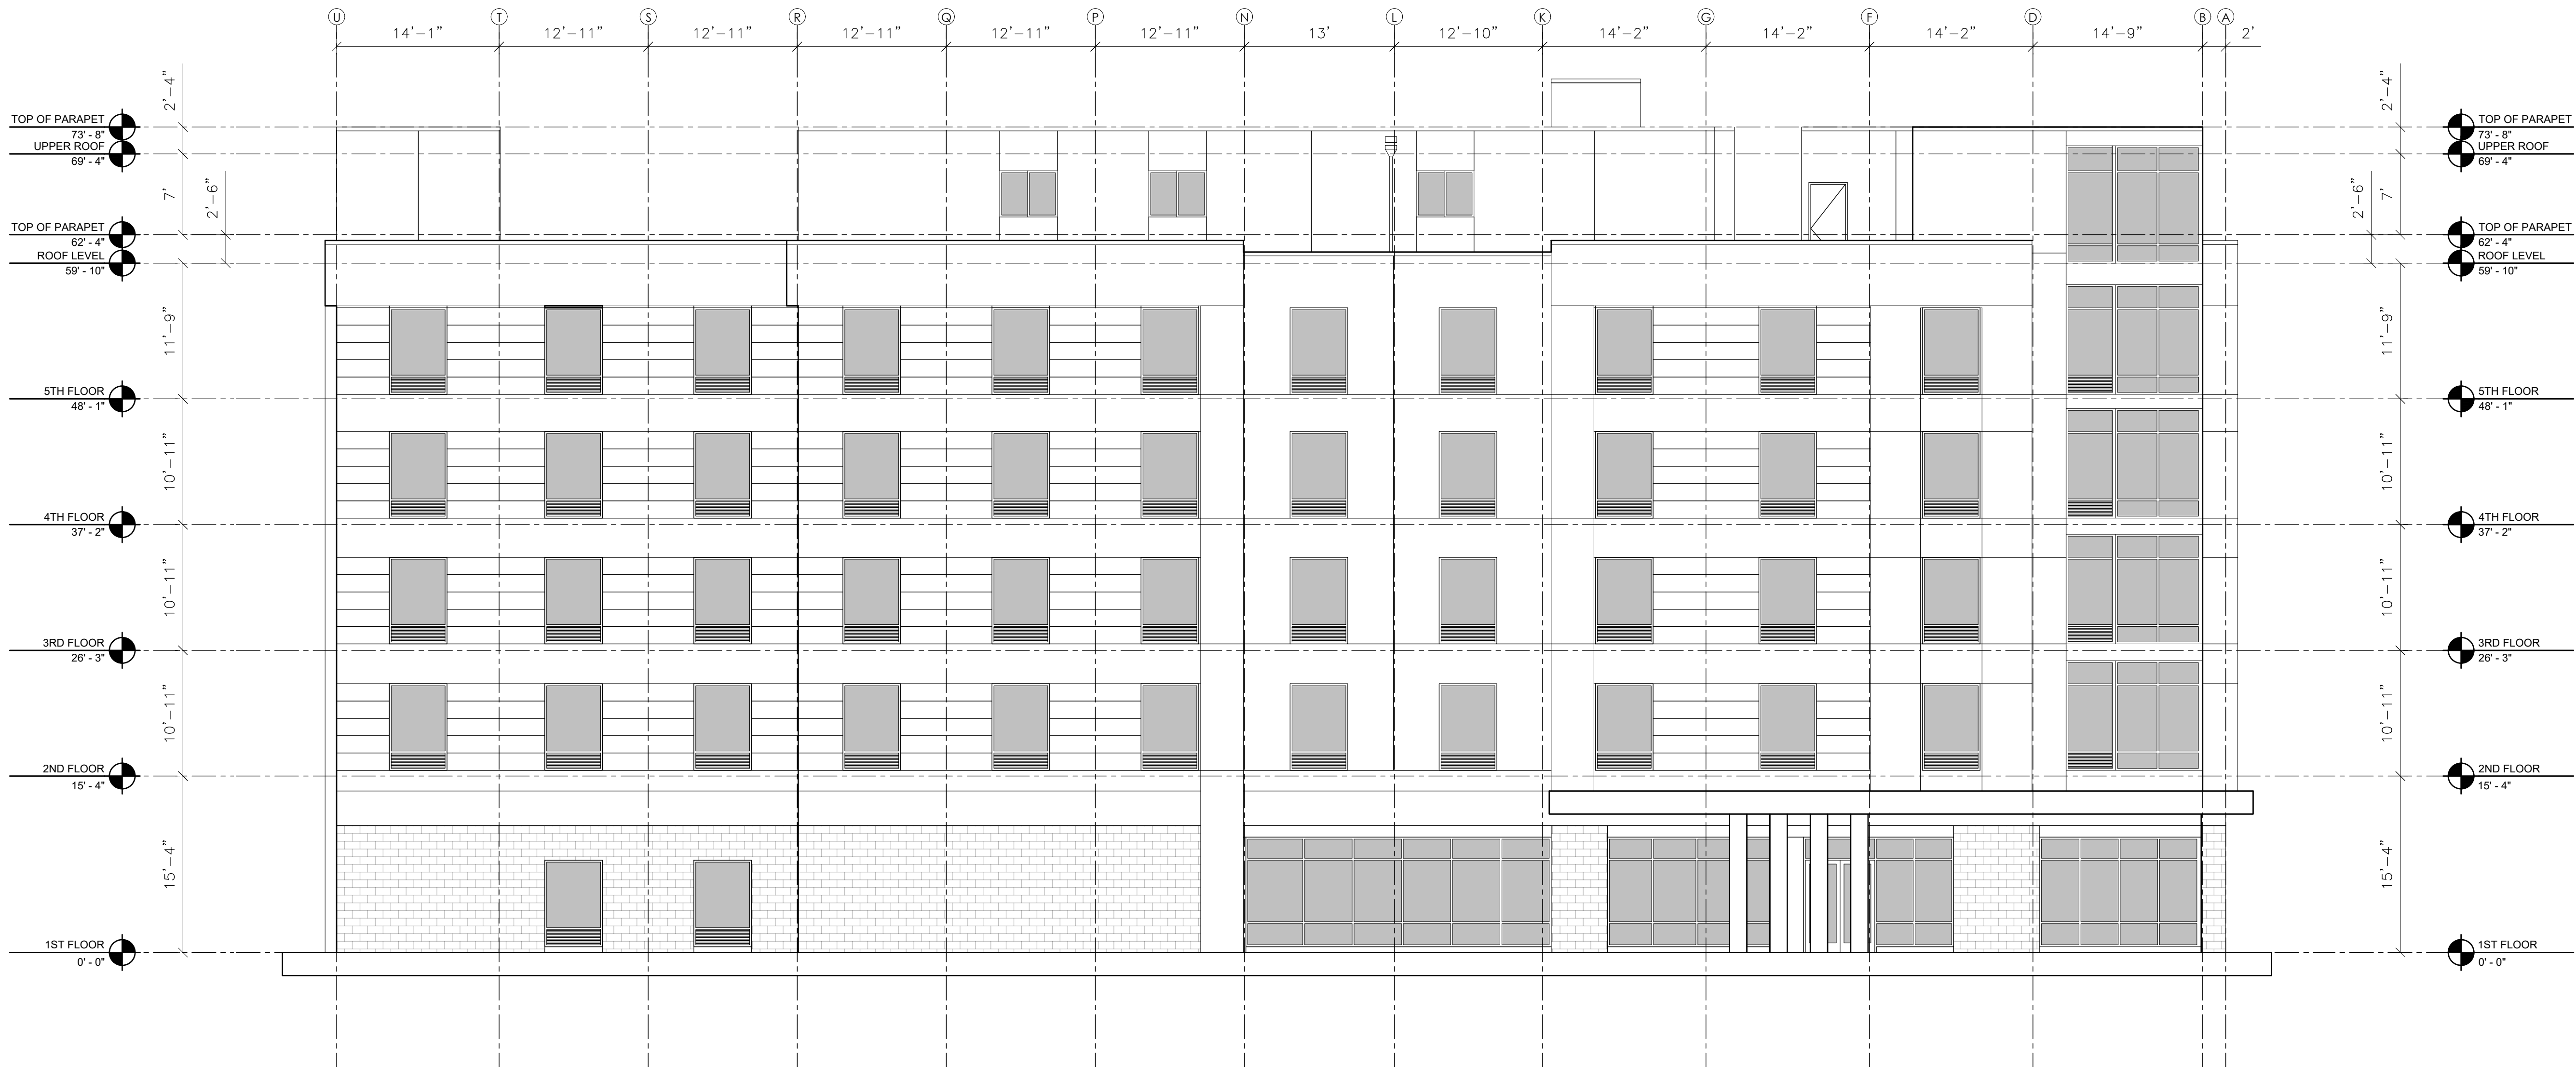 U T S R Q P N L K G F D B A
14’-1” 12’-11” 12’-11” 12’-11” 12’-11” 12’-11” 13’ 12’-10” 14’-2” 14’-2” 14’-2” 14’-9” 2’
2’-4”
7’
2’-6”
11’-9”
10’-11”
10’-11”
10’-11”
15’-4”
TOP OF PARAPET
73' - 8"
UPPER ROOF
69' - 4"
TOP OF PARAPET
62' - 4"
ROOF LEVEL
59' - 10"
5TH FLOOR
48' - 1"
4TH FLOOR
37' - 2"
3RD FLOOR
26' - 3"
2ND FLOOR
15' - 4"
1ST FLOOR
0' - 0"
2’-4”
7’
2’-6”
11’-9”
10’-11”
10’-11”
10’-11”
15’-4”
TOP OF PARAPET
73' - 8"
UPPER ROOF
69' - 4"
TOP OF PARAPET
62' - 4"
ROOF LEVEL
59' - 10"
5TH FLOOR
48' - 1"
4TH FLOOR
37' - 2"
3RD FLOOR
26' - 3"
2ND FLOOR
15' - 4"
1ST FLOOR
0' - 0"